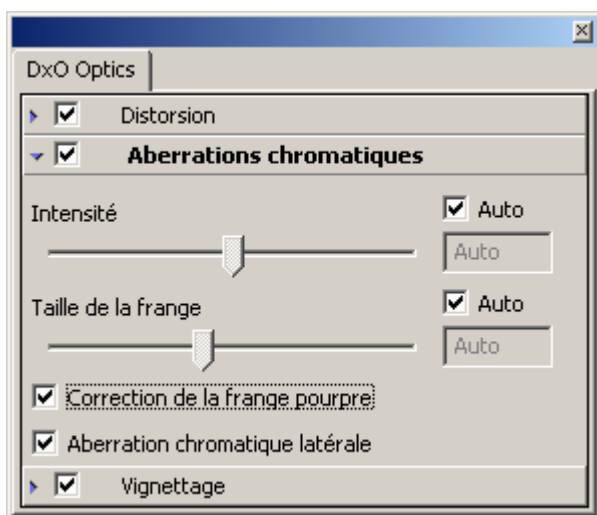 DxO Optics
Distorsion
Aberrations chromatiques
Intensité
Auto
Auto
Taille de la frange
Auto
Auto
Correction de la frange pourpre
Aberration chromatique latérale
Vignettage